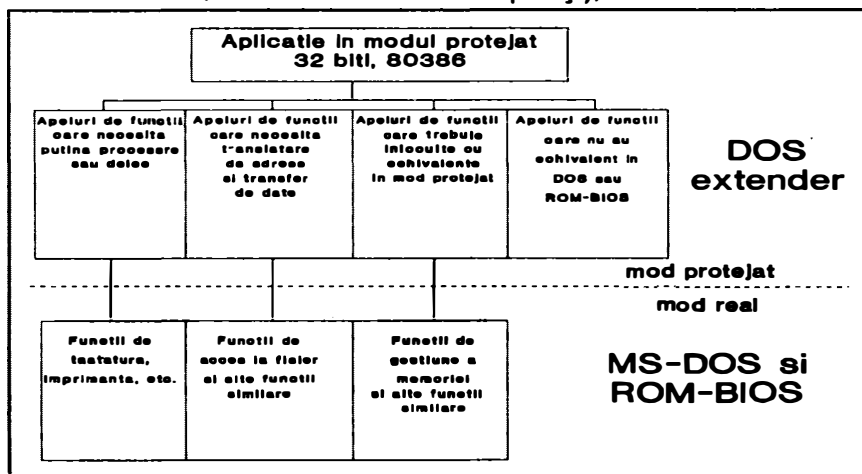 Aplicatie in modul protejat
32 biti, 80386
Apeluri de functii
care necesita
putina procesare
sau deloc
Apeluri de functii
care necesita
translatare
de adrese
si transfer
de date
Apeluri de functii
care trebuie
inlocuite cu
echivalente
in mod protejat
Apeluri de functii
care nu au
echivalent in
DOS sau
ROM-BIOS
DOS
extender
mod protejat
mod real
Functii de
tastatura,
imprimanta, etc.
Functii de
acces la fisier
si alte functii
similare
Functii de
gestiune a
memoriei
si alte functii
similare
MS-DOS si
ROM-BIOS